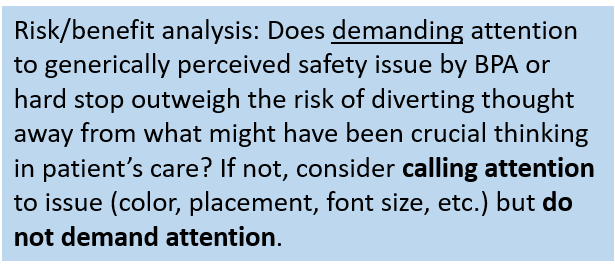 Risk/benefit analysis: Does demanding attention
to generically perceived safety issue by BPA or
hard stop outweigh the risk of diverting thought
away from what might have been crucial thinking
in patient’s care? If not, consider calling attention
to issue (color, placement, font size, etc.) but do
not demand attention.